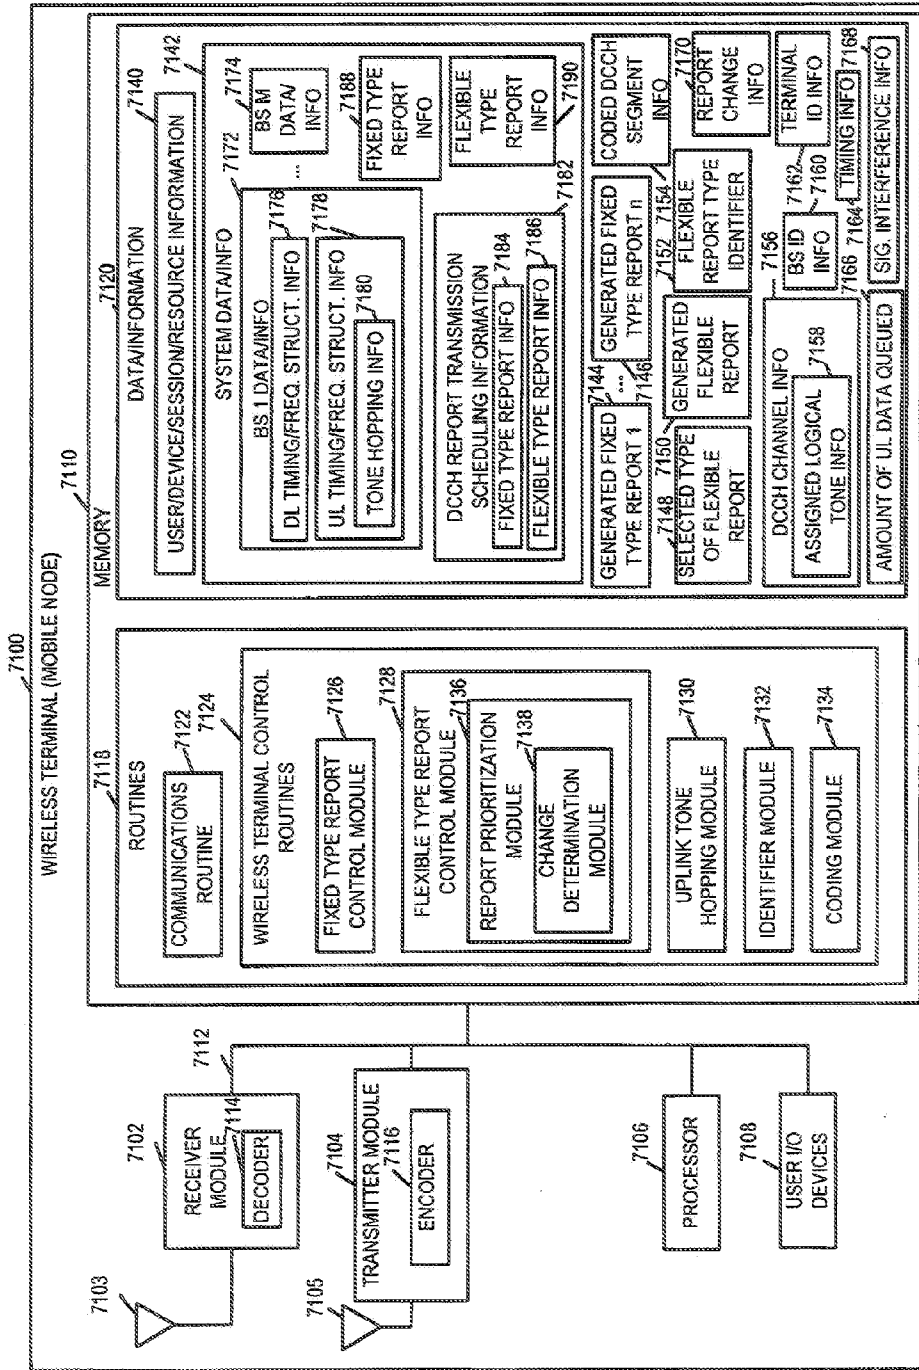 WIRELESS TERMINAL (MOBILE NODE)
7100
7102
RECEIVER
MODULE
7114
DECODER
7103
7112
7104
TRANSMITTER MODULE
7116
ENCODER
7105
7106
PROCESSOR
7108
USER I/O
DEVICES
7110
MEMORY
7118
ROUTINES
COMMUNICATIONS
ROUTINE
7122
7124
WIRELESS TERMINAL CONTROL
ROUTINES
FIXED TYPE REPORT
CONTROL MODULE
7126
7128
FLEXIBLE TYPE REPORT
CONTROL MODULE
7136
REPORT PRIORITIZATION
MODULE
7138
CHANGE
DETERMINATION
MODULE
UPLINK TONE
HOPPING MODULE
7130
IDENTIFIER MODULE
7132
CODING MODULE
7134
7120
DATA/INFORMATION
7140
USER/DEVICE/SESSION/RESOURCE INFORMATION
7142
SYSTEM DATA/INFO
7172
7174
BS 1 DATA/INFO
7176
DL TIMING/FREQ. STRUCT. INFO
7178
UL TIMING/FREQ. STRUCT. INFO
7180
TONE HOPPING INFO
...
BS M
DATA/
INFO
7188
FIXED TYPE
REPORT
INFO
DCCH REPORT TRANSMISSION
SCHEDULING INFORMATION
7182
FIXED TYPE REPORT INFO
7184
FLEXIBLE TYPE REPORT INFO
7186
FLEXIBLE
TYPE
REPORT
INFO
7190
7144
GENERATED FIXED
TYPE REPORT 1
...
7146
GENERATED FIXED
TYPE REPORT n
CODED DCCH
SEGMENT
INFO
7154
7148
SELECTED TYPE
OF FLEXIBLE
REPORT
7150
GENERATED
FLEXIBLE
REPORT
7152
FLEXIBLE
REPORT TYPE
IDENTIFIER
7170
REPORT
CHANGE
INFO
7156
DCCH CHANNEL INFO
7158
ASSIGNED LOGICAL
TONE INFO
BS ID
INFO
7160
7162
TERMINAL
ID INFO
7164
TIMING INFO
7166
AMOUNT OF UL DATA QUEUED
7168
SIG. INTERFERENCE INFO